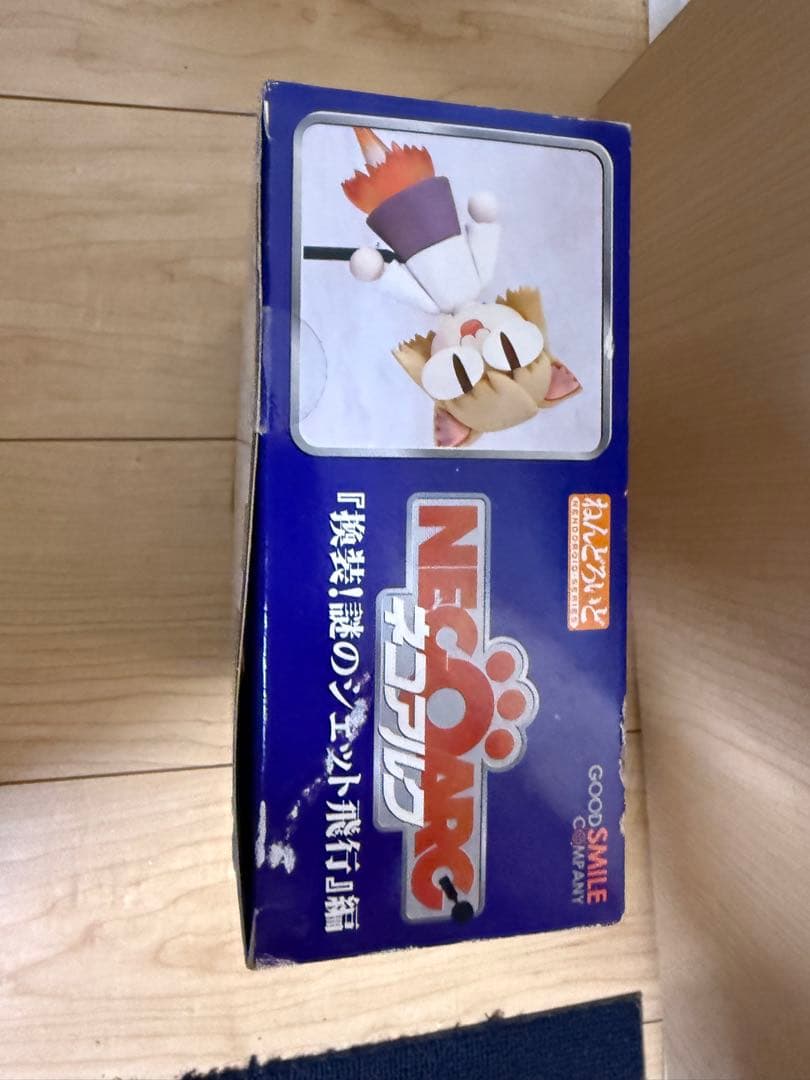 ねんどろいど
NENDOROID SERIES
GOOD SMILE
COMPANY
NECOARC
ネコアルク
『換装!謎のジェット飛行』編